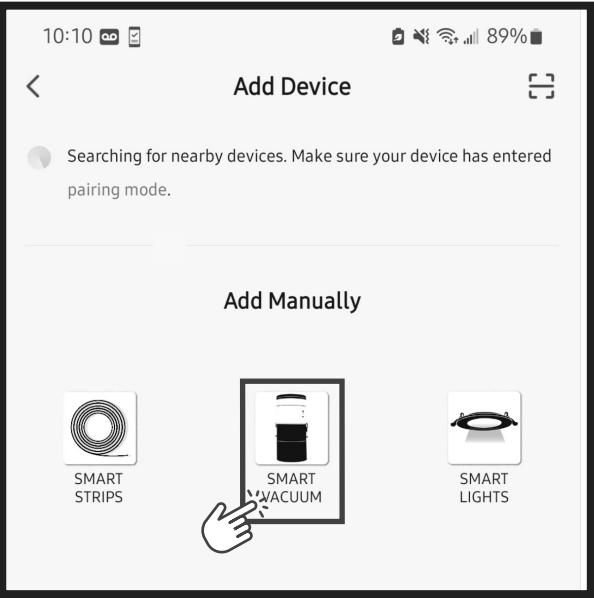 10:10 89%
Add Device
Searching for nearby devices. Make sure your device has entered
pairing mode.
Add Manually
SMART SMART SMART
STRIPS VACUUM LIGHTS